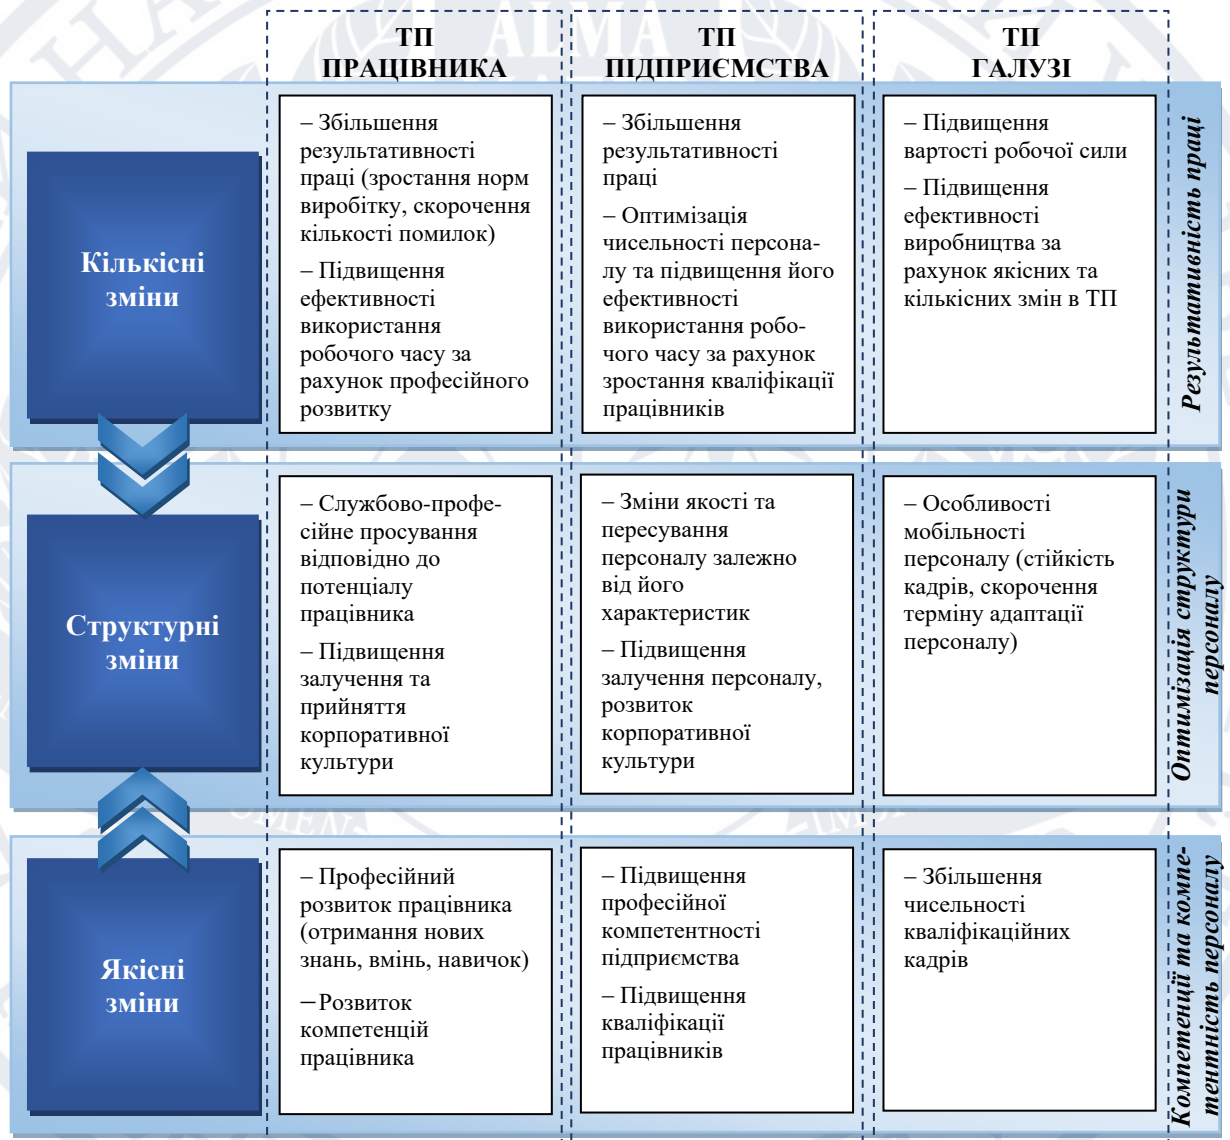 ТП
ПРАЦІВНИКА
ТП
ПІДПРИЄМСТВА
ТП
ГАЛУЗІ
Кількісні
зміни
– Збільшення
результативності
праці (зростання норм
виробітку, скорочення
кількості помилок)
– Підвищення
ефективності
використання
робочого часу за
рахунок професійного
розвитку
– Збільшення
результативності
праці
– Оптимізація
чисельності персона-
лу та підвищення його
ефективності
використання робо-
чого часу за рахунок
зростання кваліфікації
працівників
– Підвищення
вартості робочої сили
– Підвищення
ефективності
виробництва за
рахунок якісних та
кількісних змін в ТП
Результативність праці
Структурні
зміни
– Службово-профе-
сійне просування
відповідно до
потенціалу
працівника
– Підвищення
залучення та
прийняття
корпоративної
культури
– Зміни якості та
пересування
персоналу залежно
від його
характеристик
– Підвищення
залучення персоналу,
розвиток
корпоративної
культури
– Особливості
мобільності
персоналу (стійкість
кадрів, скорочення
терміну адаптації
персоналу)
Оптимізація структури
персоналу
Якісні
зміни
– Професійний
розвиток працівника
(отримання нових
знань, вмінь, навичок)
– Розвиток
компетенцій
працівника
– Підвищення
професійної
компетентності
підприємства
– Підвищення
кваліфікації
працівників
– Збільшення
чисельності
кваліфікаційних
кадрів
Компетенції та компе-
тентність персоналу
ALMA